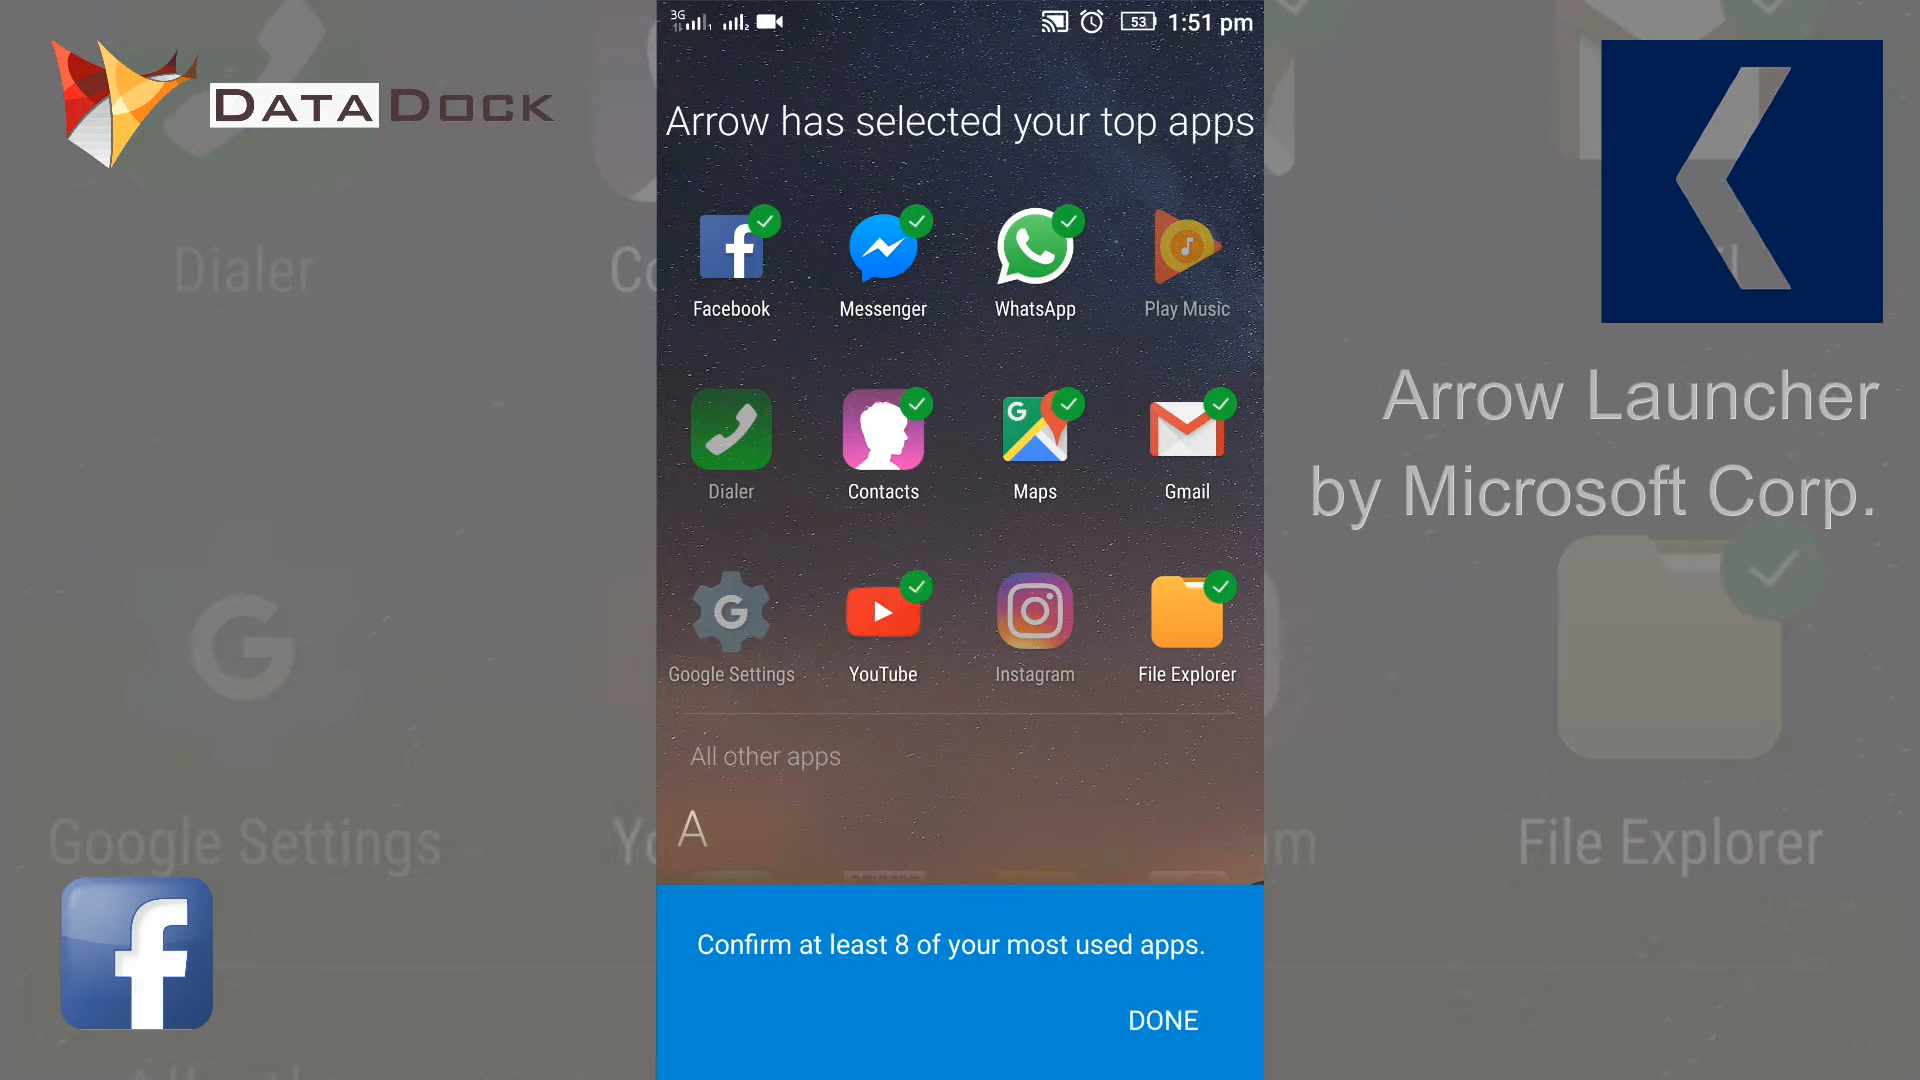 DATA DOCK
3G
53 1:51 pm
Arrow has selected your top apps
Facebook Messenger WhatsApp Play Music
Dialer Contacts Maps Gmail
Google Settings YouTube Instagram File Explorer
All other apps
A
Confirm at least 8 of your most used apps.
DONE
Arrow Launcher
by Microsoft Corp.
Dialer
Google Settings
File Explorer